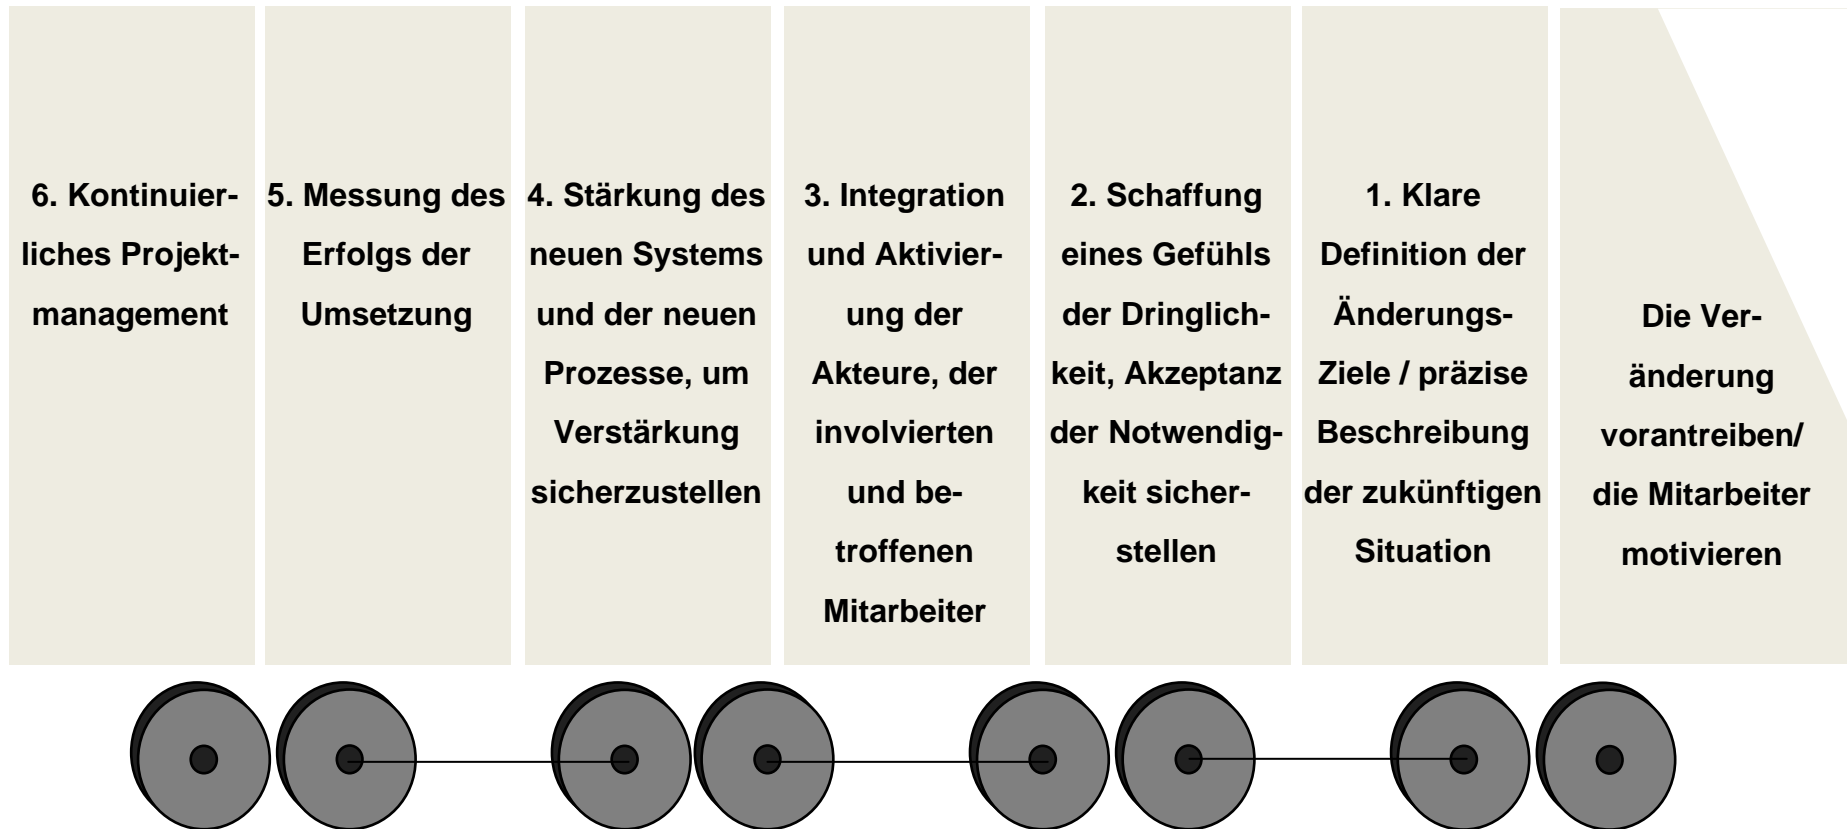 6. Kontinuier-
liches Projekt-
management
5. Messung des
Erfolgs der
Umsetzung
4. Stärkung des
neuen Systems
und der neuen
Prozesse, um
Verstärkung
sicherzustellen
3. Integration
und Aktivier-
ung der
Akteure, der
involvierten
und be-
troffenen
Mitarbeiter
2. Schaffung
eines Gefühls
der Dringlich-
keit, Akzeptanz
der Notwendig-
keit sicher-
stellen
1. Klare
Definition der
Änderungs-
Ziele / präzise
Beschreibung
der zukünftigen
Situation
Die Ver-
änderung
vorantreiben/
die Mitarbeiter
motivieren